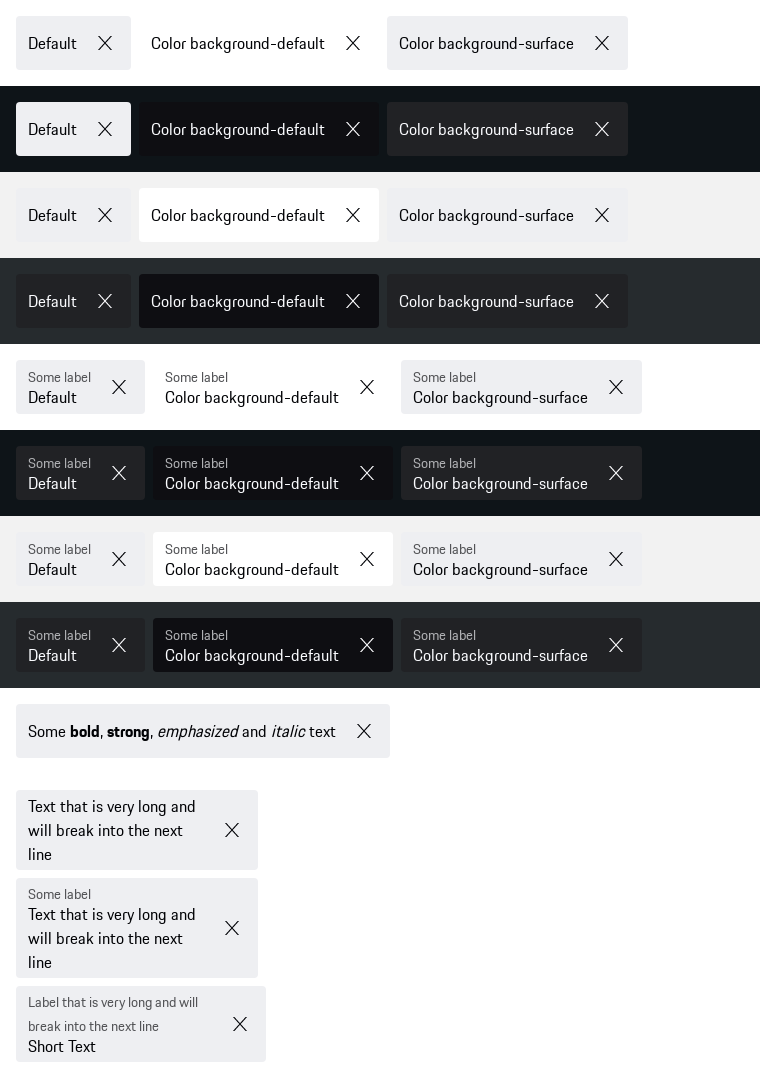 Default Color background-default Color background-surface
Default Color background-default Color background-surface
Default Color background-default Color background-surface
Default Color background-default Color background-surface
Some label Some label Some label
Default Color background-default Color background-surface
Some label Some label Some label
Default Color background-default Color background-surface
Some label Some label Some label
Default Color background-default Color background-surface
Some label Some label Some label
Default Color background-default Color background-surface
Some bold, strong, emphasized and italic text
Text that is very long and
will break into the next
line
Some label
Text that is very long and
will break into the next
line
Label that is very long and will
break into the next line
Short Text